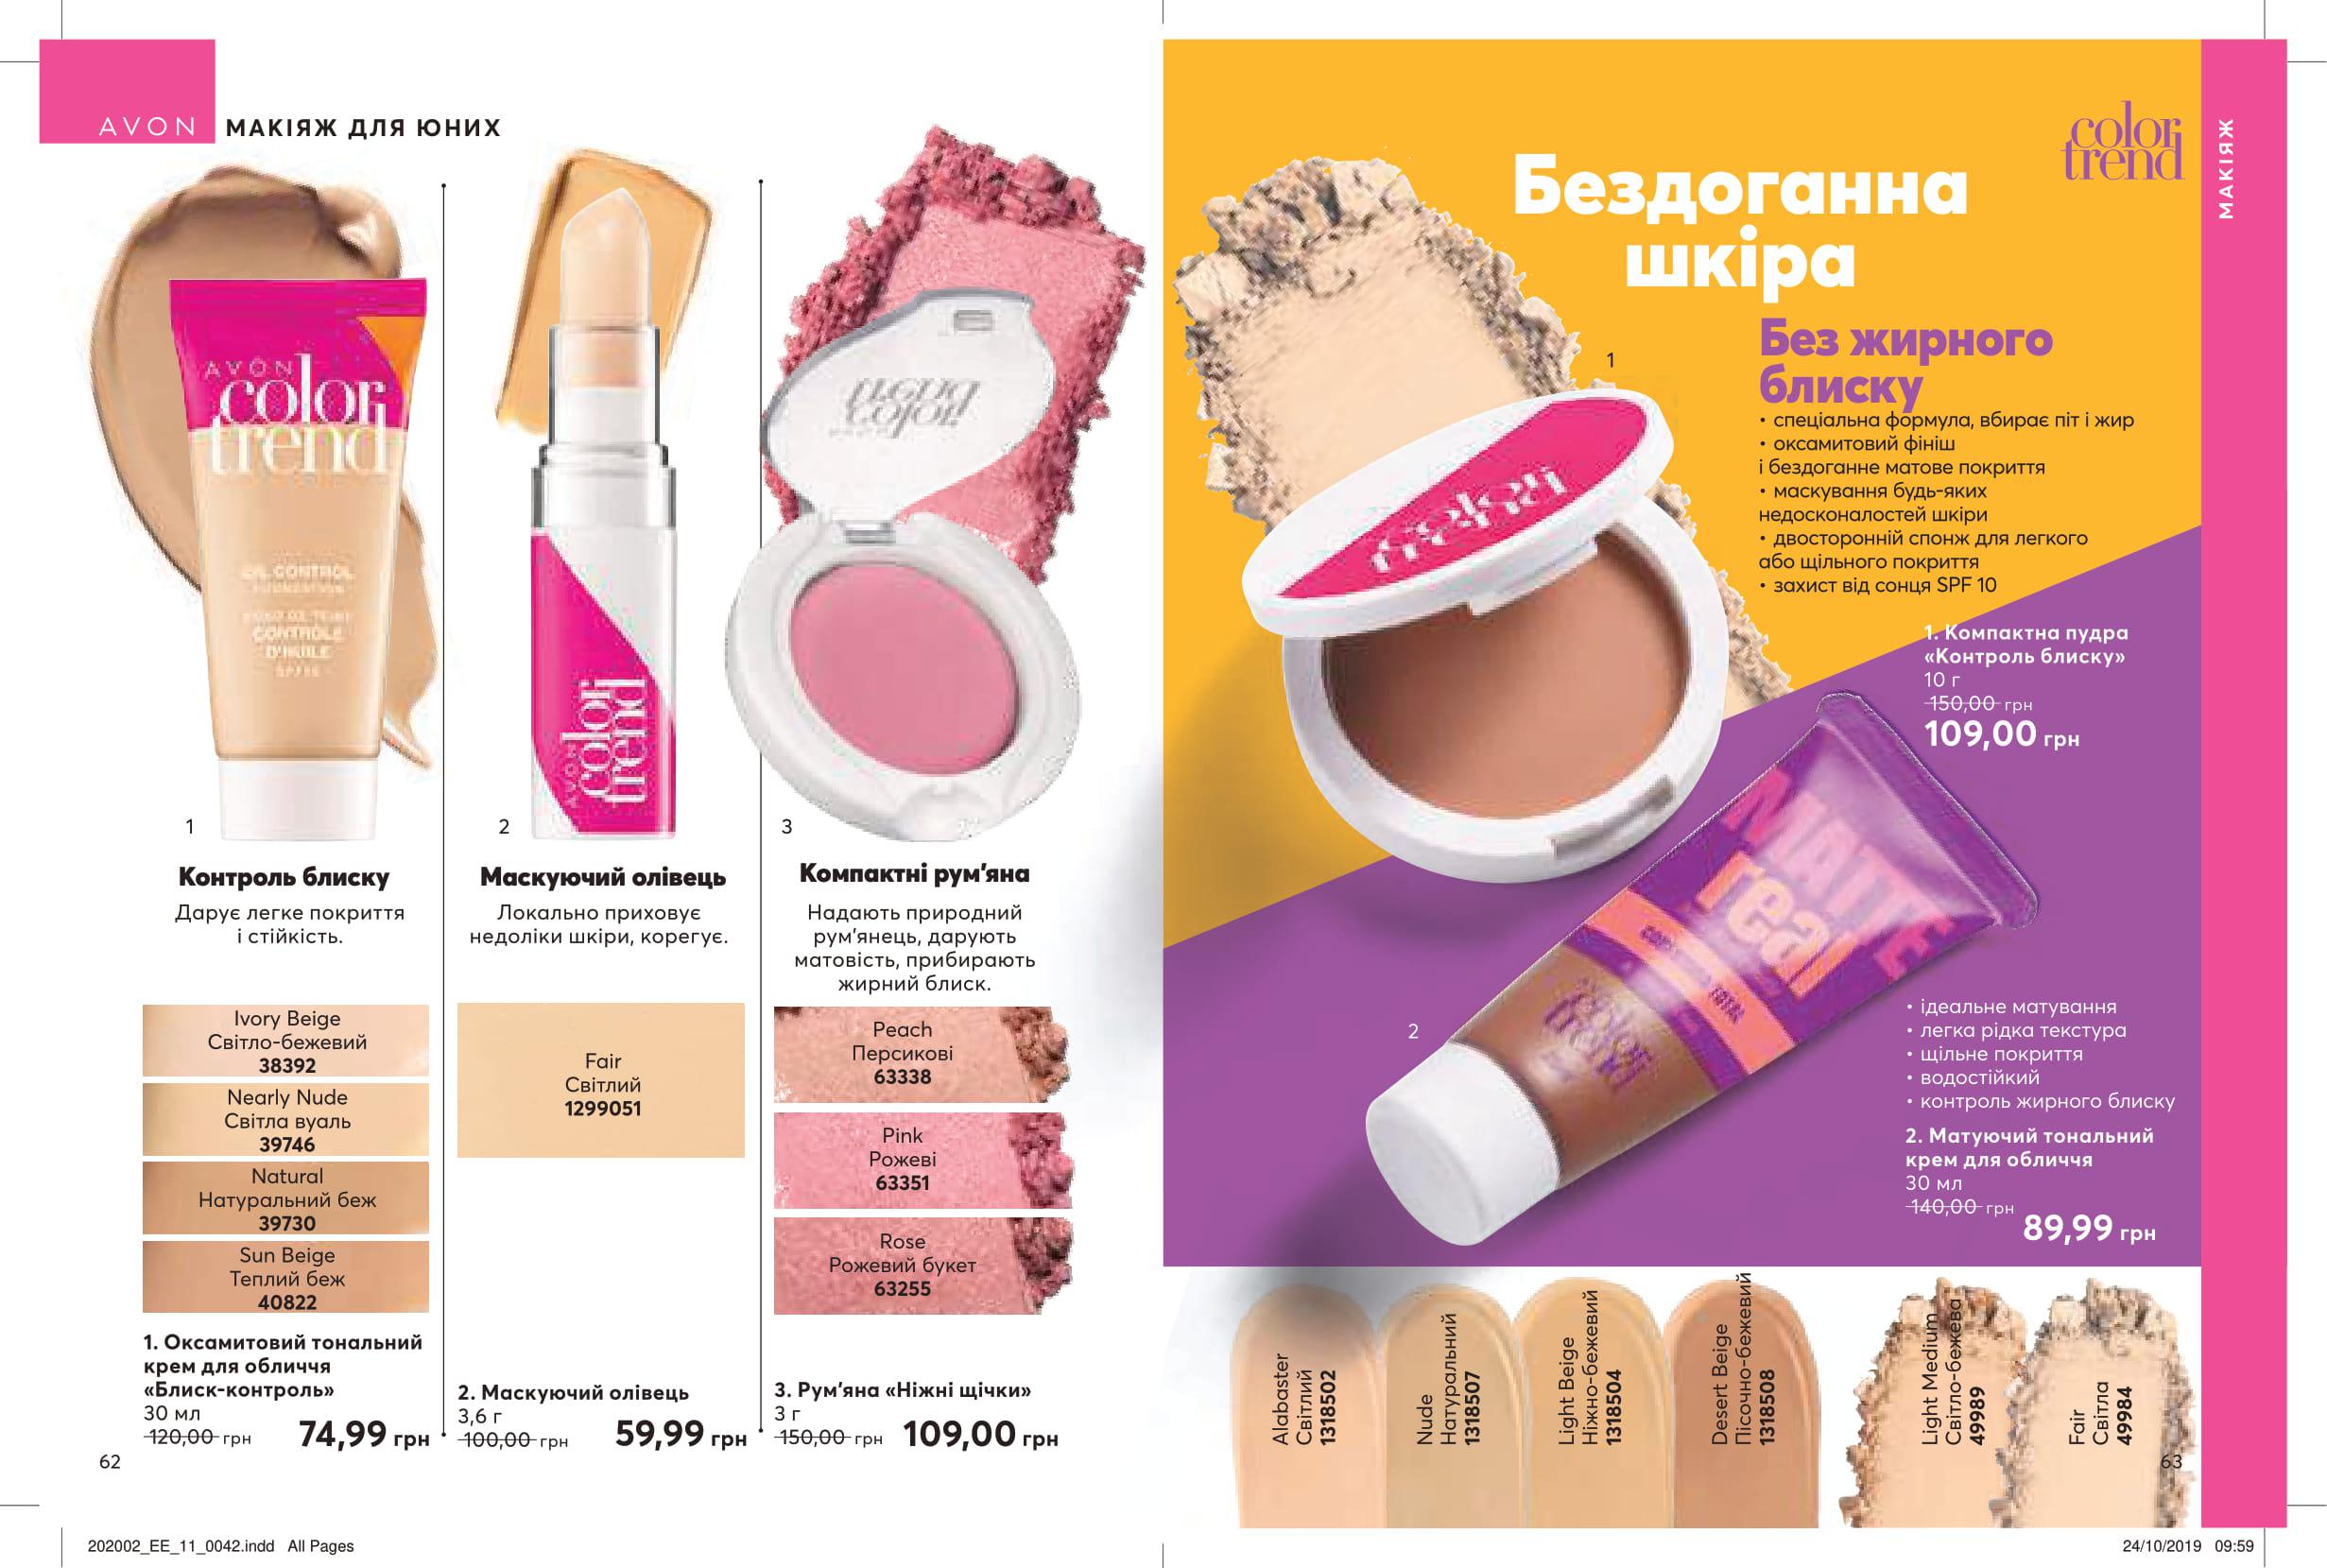 AVON
МАКІЯЖ ДЛЯ ЮНИХ
AVON
color
trend
OIL CONTROL
FOUNDATION
FOND DE TEINT
CONTRÔLE
D'HUILE
1
AVON
color
trend
2
color
trend
3
Контроль блиску
Дарує легке покриття
і стійкість.
Ivory Beige
Світло-бежевий
38392
Nearly Nude
Світла вуаль
39746
Natural
Натуральний беж
39730
Sun Beige
Теплий беж
40822
1. Оксамитовий тональний
крем для обличчя
«Блиск-контроль»
30 мл
120,00 грн
74,99 грн
Маскуючий олівець
Локально приховує
недоліки шкіри, корегує.
Fair
Світлий
1299051
2. Маскуючий олівець
3,6 г
100,00 грн
59,99 грн
Компактні рум'яна
Надають природний
рум'янець, дарують
матовість, прибирають
жирний блиск.
Peach
Персикові
63338
Pink
Рожеві
63351
Rose
Рожевий букет
63255
3. Рум'яна «Ніжні щічки»
3 г
150,00 грн
109,00 грн
62
color
trend
МАКІЯЖ
Бездоганна
шкіра
Без жирного
блиску
• спеціальна формула, вбирає піт і жир
• оксамитовий фініш
і бездоганне матове покриття
• маскування будь-яких
недосконалостей шкіри
• двосторонній спонж для легкого
або щільного покриття
• захист від сонця SPF 10
1
color
trend
1. Компактна пудра
«Контроль блиску»
10 г
150,00 грн
109,00 грн
MATTE
real
color
trend
2
• ідеальне матування
• легка рідка текстура
• щільне покриття
• водостійкий
• контроль жирного блиску
2. Матуючий тональний
крем для обличчя
30 мл
140,00 грн
89,99 грн
Alabaster
Світлий
1318502
Nude
Натуральний
1318507
Light Beige
Ніжно-бежевий
1318504
Desert Beige
Пісочно-бежевий
1318508
Light Medium
Світло-бежева
49989
Fair
Світла
49984
63
202002_EE_11_0042.indd All Pages
24/10/2019 09:59